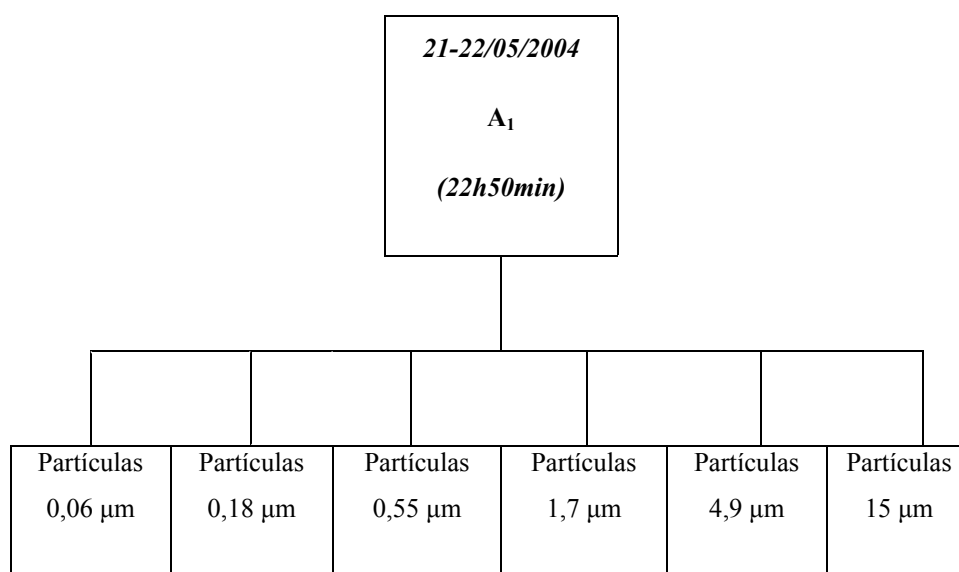 21-22/05/2004
A₁
(22h50min)
Partículas
0,06 μm
Partículas
0,18 μm
Partículas
0,55 μm
Partículas
1,7 μm
Partículas
4,9 μm
Partículas
15 μm